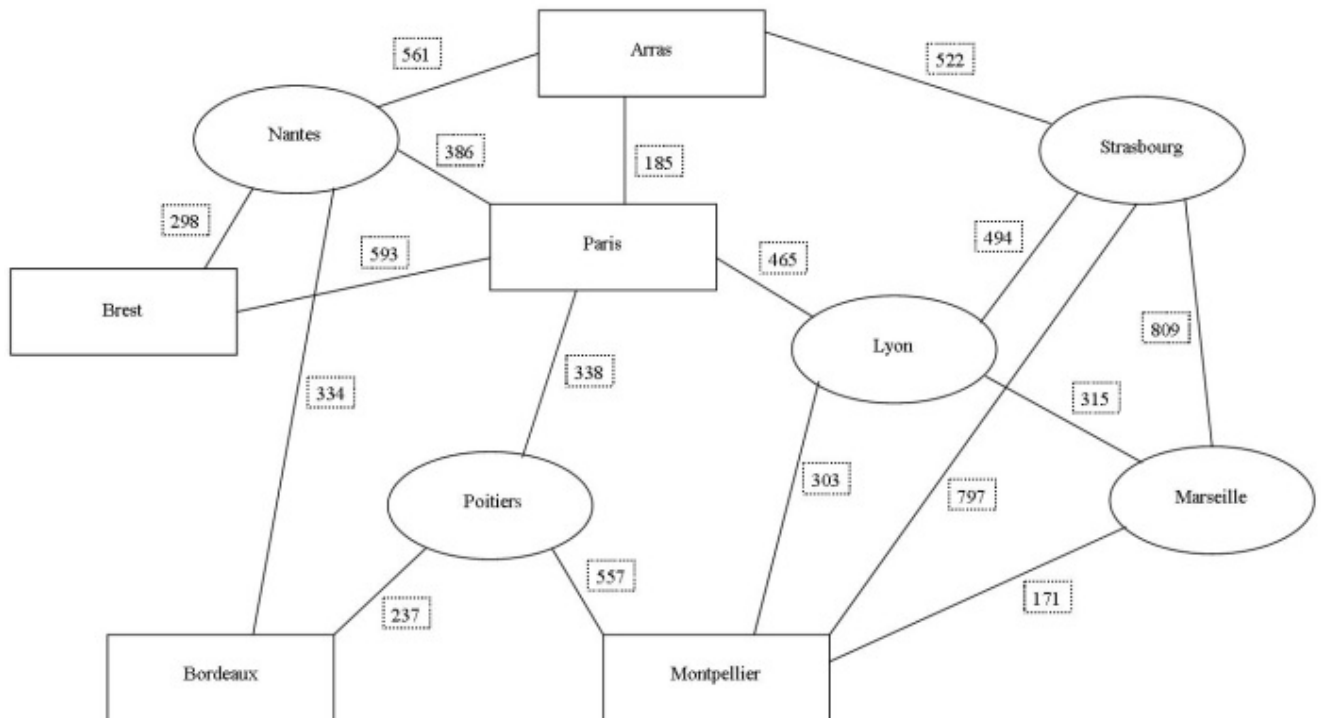 Arras
561
522
Nantes
386
185
Strasbourg
298
593
Paris
465
494
Brest
Lyon
809
334
338
315
303
797
Poitiers
Marseille
557
237
171
Bordeaux
Montpellier